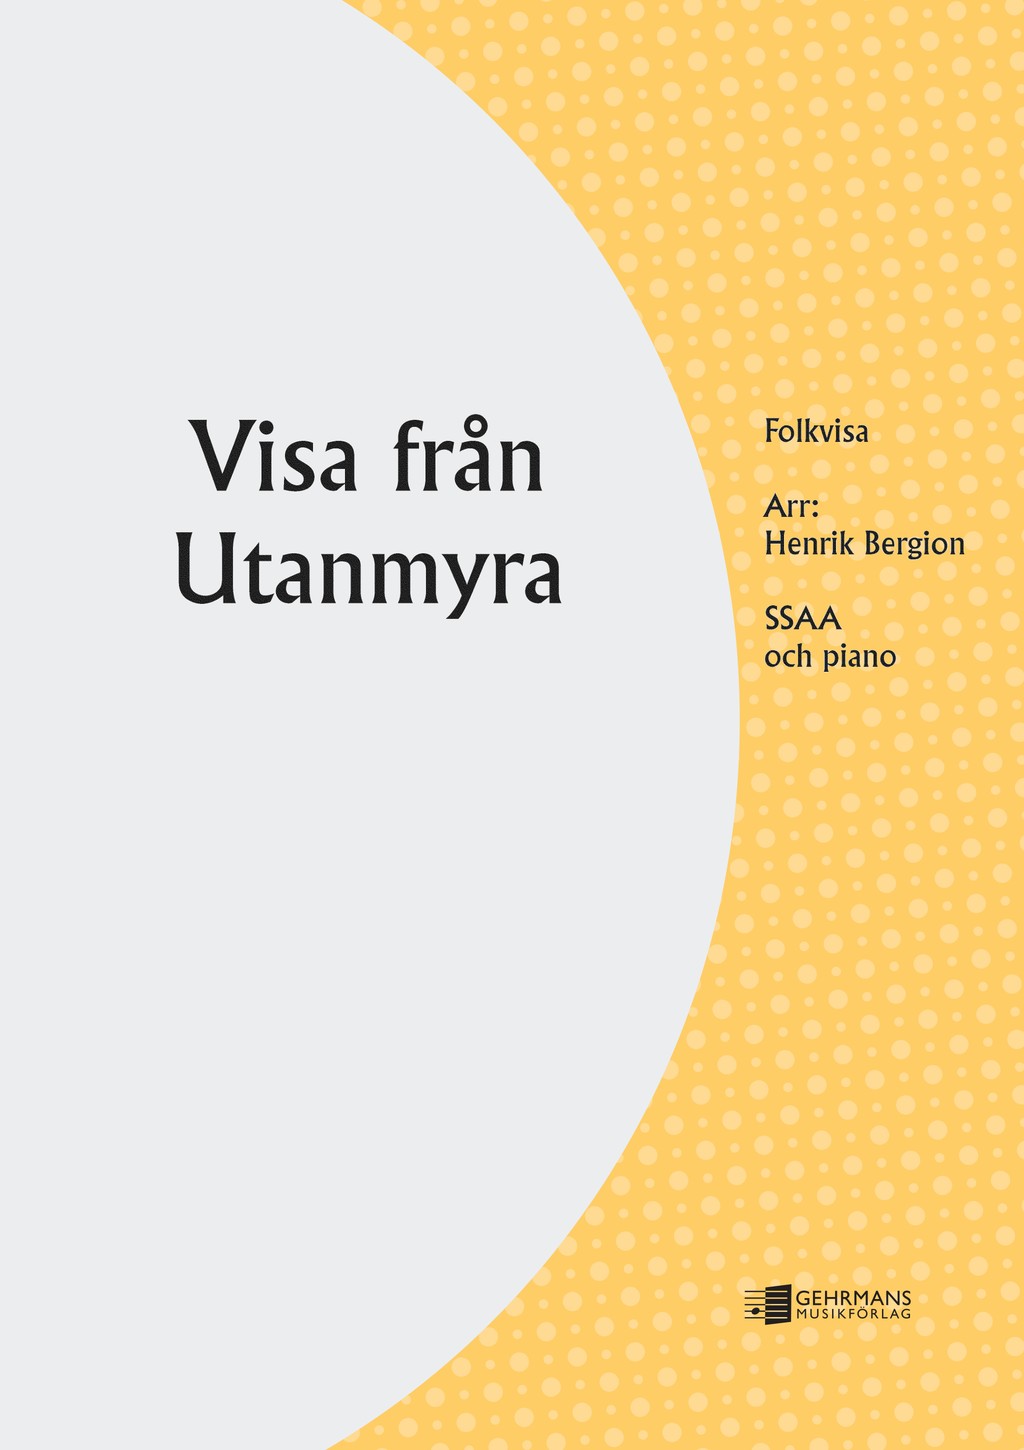 Visa från
Utanmyra
Folkvisa
Arr:
Henrik Bergion
SSAA
och piano
GEHRMANS
MUSIKFÖRLAG